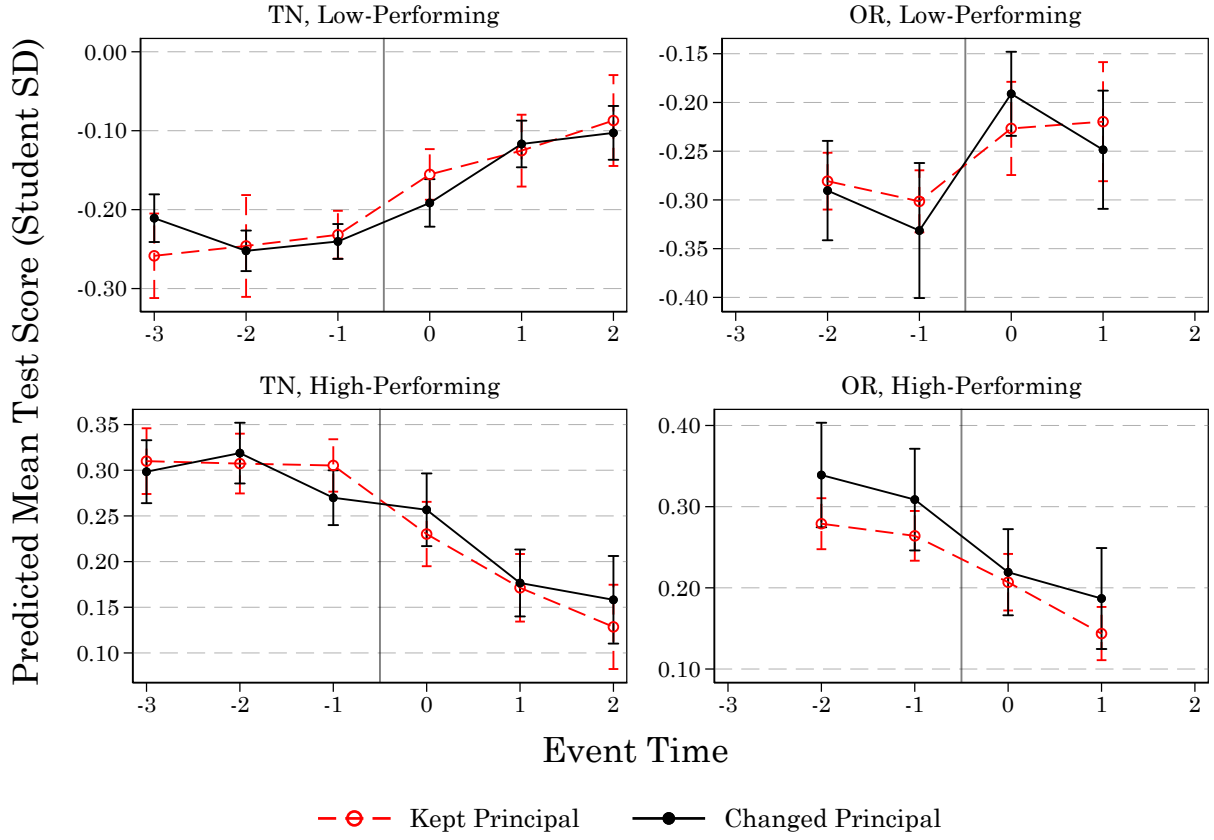 Predicted Mean Test Score (Student SD)
TN, Low-Performing
0.00
-0.10
-0.20
-0.30
-3 -2 -1 0 1 2
OR, Low-Performing
-0.15
-0.20
-0.25
-0.30
-0.35
-0.40
-3 -2 -1 0 1 2
TN, High-Performing
0.35
0.30
0.25
0.20
0.15
0.10
-3 -2 -1 0 1 2
OR, High-Performing
0.40
0.30
0.20
0.10
-3 -2 -1 0 1 2
Event Time
Kept Principal Changed Principal